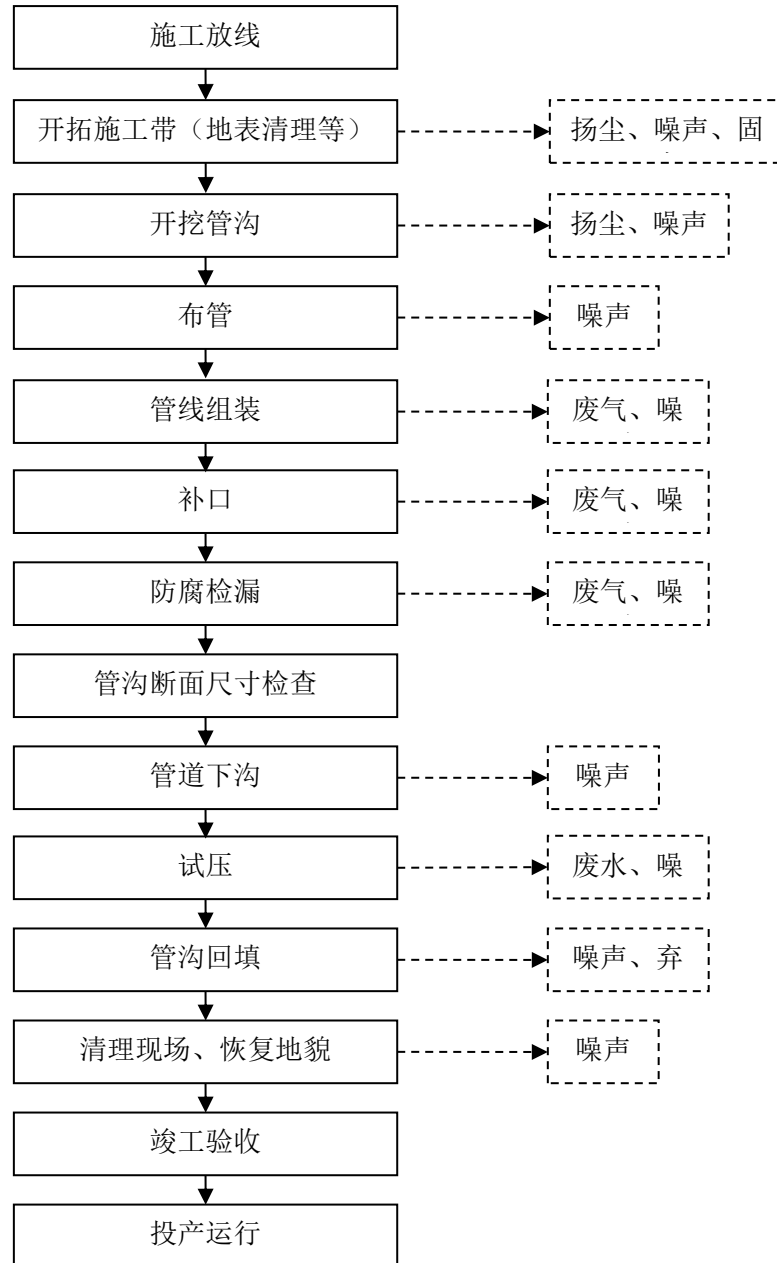 施工放线
开拓施工带（地表清理等）
扬尘、噪声、固
开挖管沟
扬尘、噪声
布管
噪声
管线组装
废气、噪
补口
废气、噪
防腐检漏
废气、噪
管沟断面尺寸检查
管道下沟
噪声
试压
废水、噪
管沟回填
噪声、弃
清理现场、恢复地貌
噪声
竣工验收
投产运行